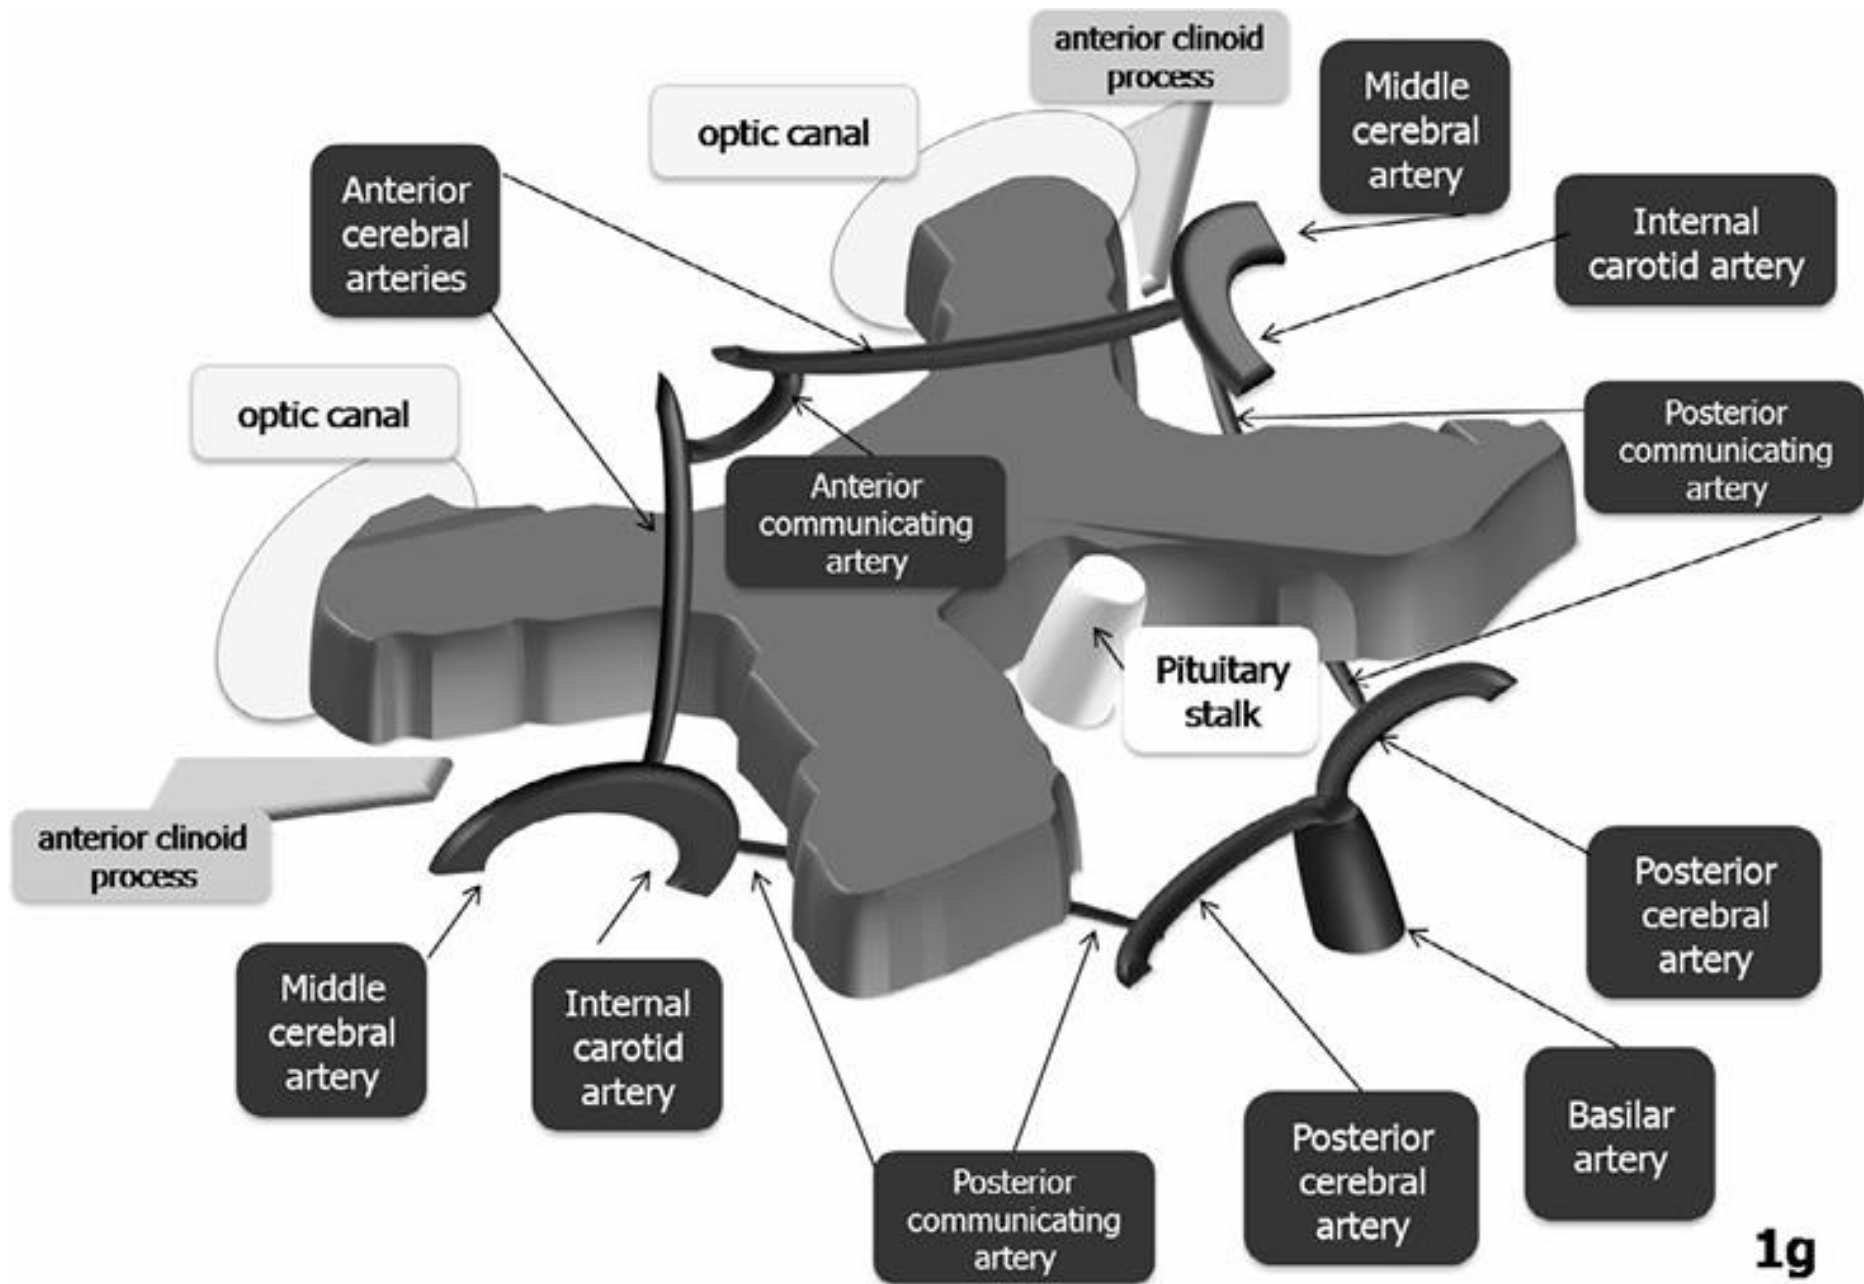 anterior clinoid
process
Middle
cerebral
artery
optic canal
Anterior
cerebral
arteries
Internal
carotid artery
optic canal
Posterior
communicating
artery
Anterior
communicating
artery
Pituitary
stalk
anterior clinoid
process
Posterior
cerebral
artery
Middle
cerebral
artery
Internal
carotid
artery
Basilar
artery
Posterior
cerebral
artery
Posterior
communicating
artery
1g